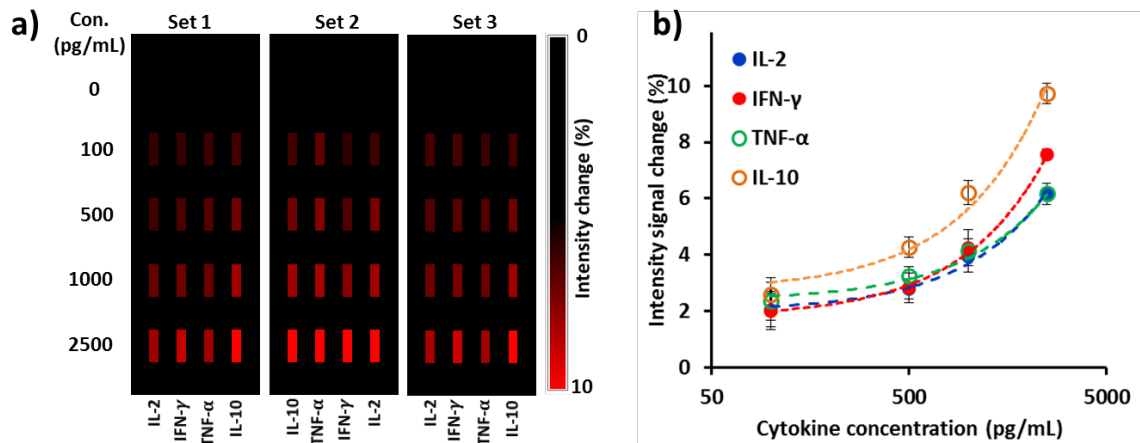 a)
Con.
(pg/mL)
Set 1
Set 2
Set 3
0
100
500
1000
2500
IL-2
IFN-γ
TNF-α
IL-10
IL-10
TNF-α
IFN-γ
IL-2
IL-2
IFN-γ
TNF-α
IL-10
0
Intensity change (%)
10
b)
IL-2
IFN-γ
TNF-α
IL-10
Intensity signal change (%)
10
8
6
4
2
0
50
500
5000
Cytokine concentration (pg/mL)